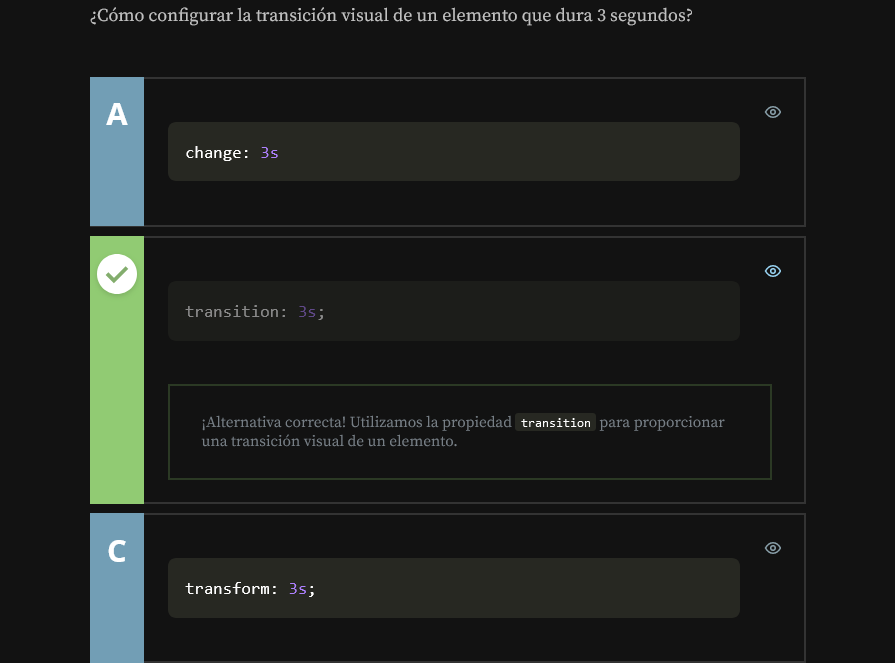 ¿Cómo configurar la transición visual de un elemento que dura 3 segundos?
A
change: 3s
transition: 3s;
¡Alternativa correcta! Utilizamos la propiedad transition para proporcionar
una transición visual de un elemento.
C
transform: 3s;